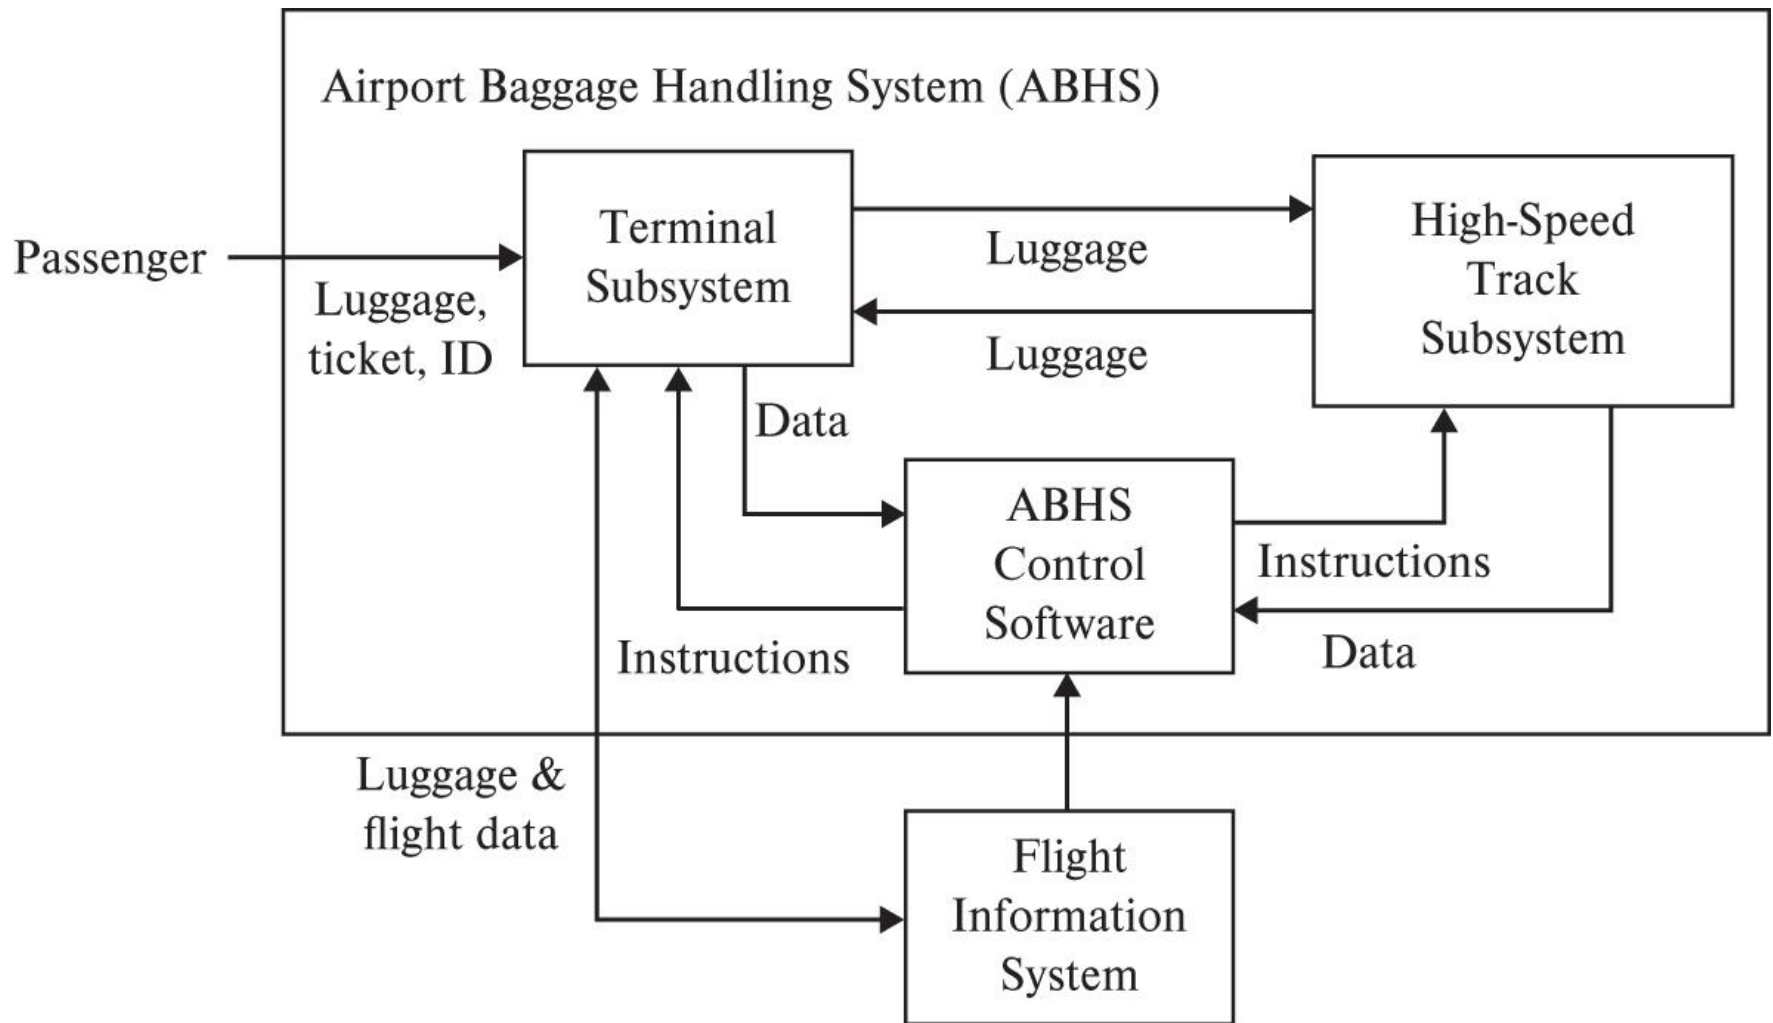 Airport Baggage Handling System (ABHS)
Terminal
Subsystem
High-Speed
Track
Subsystem
Passenger
Luggage,
ticket, ID
Luggage
Luggage
Data
ABHS
Control
Software
Instructions
Instructions
Data
Luggage &
flight data
Flight
Information
System